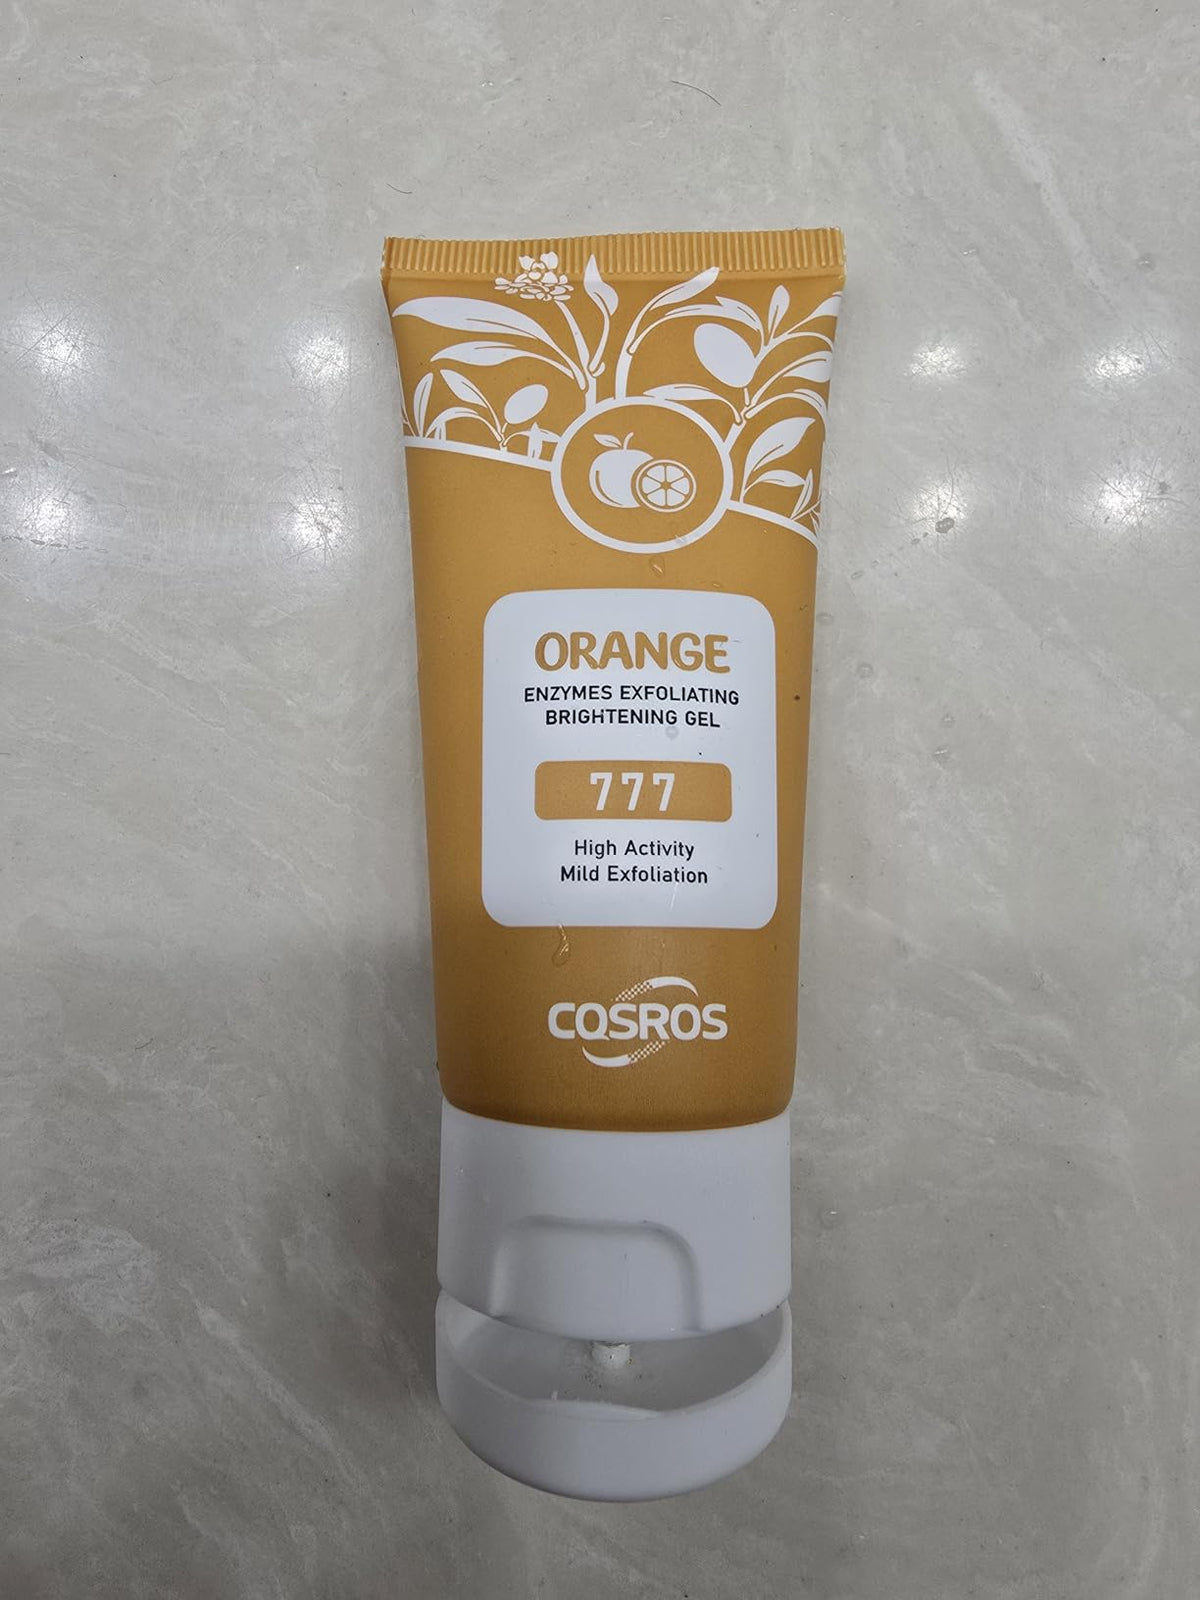 ORANGE
ENZYMES EXFOLIATING
BRIGHTENING GEL
777
High Activity
Mild Exfoliation
COSROS